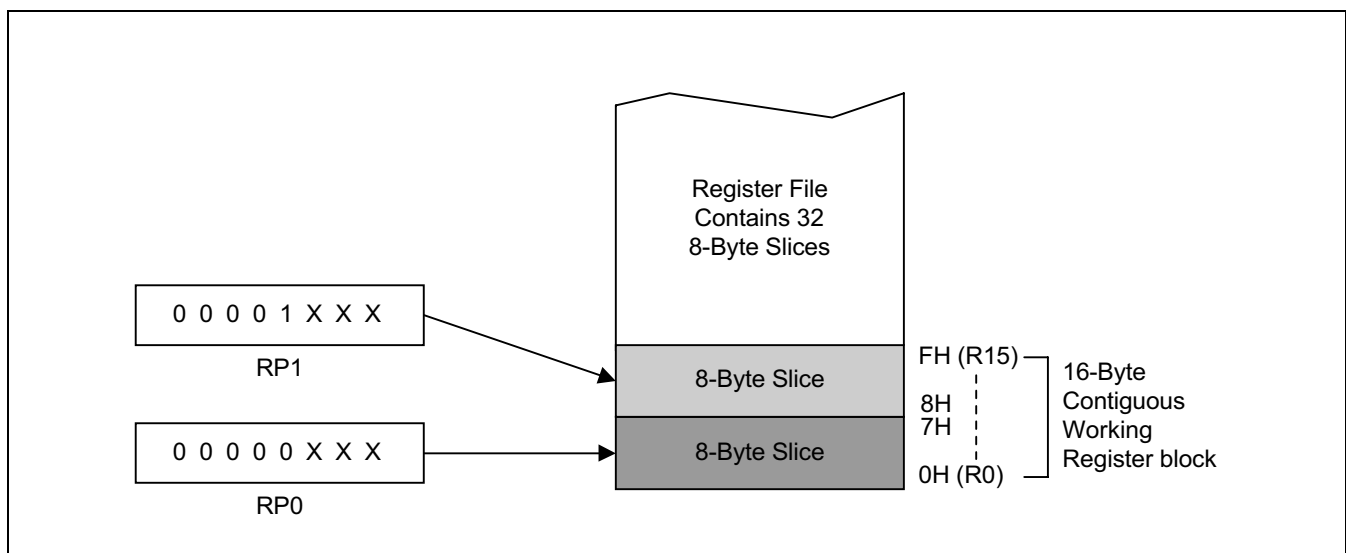 Register File
Contains 32
8-Byte Slices
0 0 0 0 1 X X X
RP1
8-Byte Slice
FH (R15)
8H
7H
16-Byte
Contiguous
Working
Register block
0 0 0 0 0 X X X
RP0
8-Byte Slice
0H (R0)